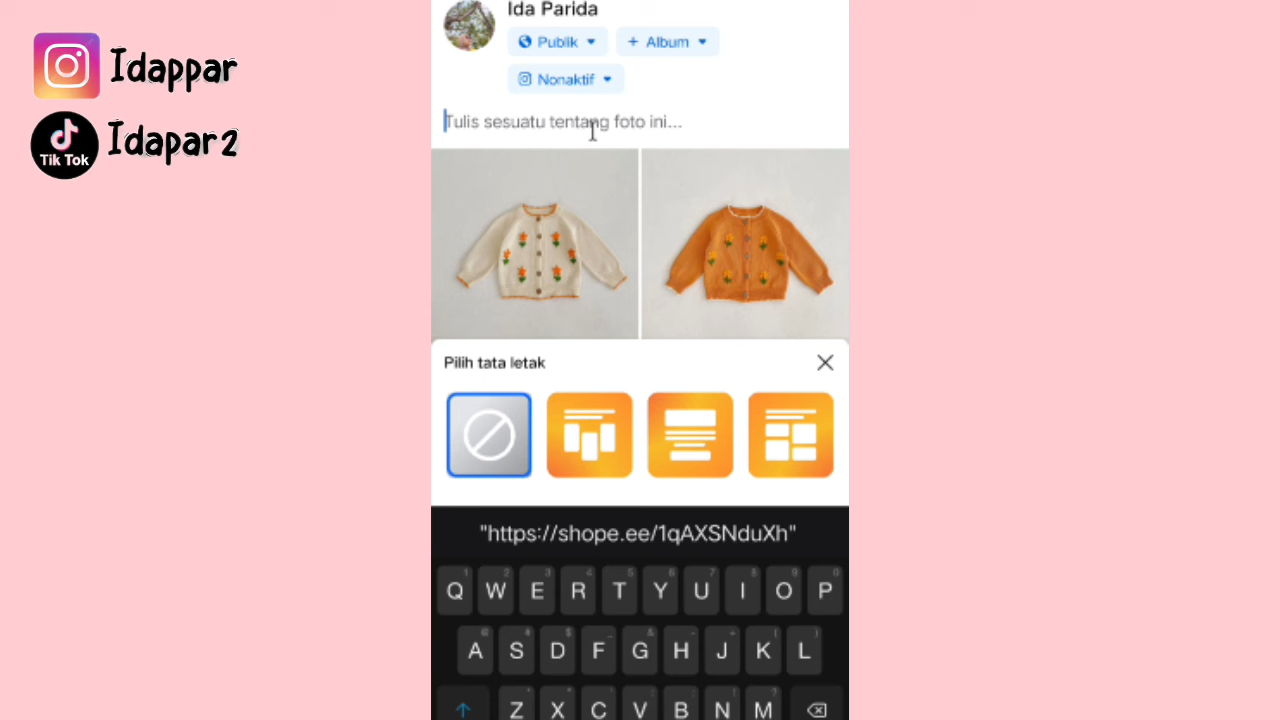 Idappar
Tik Tok
Idapar2
Ida Parida
Publik
+ Album
Nonaktif
Tulis sesuatu tentang foto ini...
Pilih tata letak
"https://shope.ee/1qAXSNduXh"
Q W E R T Y U I O P
A S D F G H J K L
Z X C V B N M